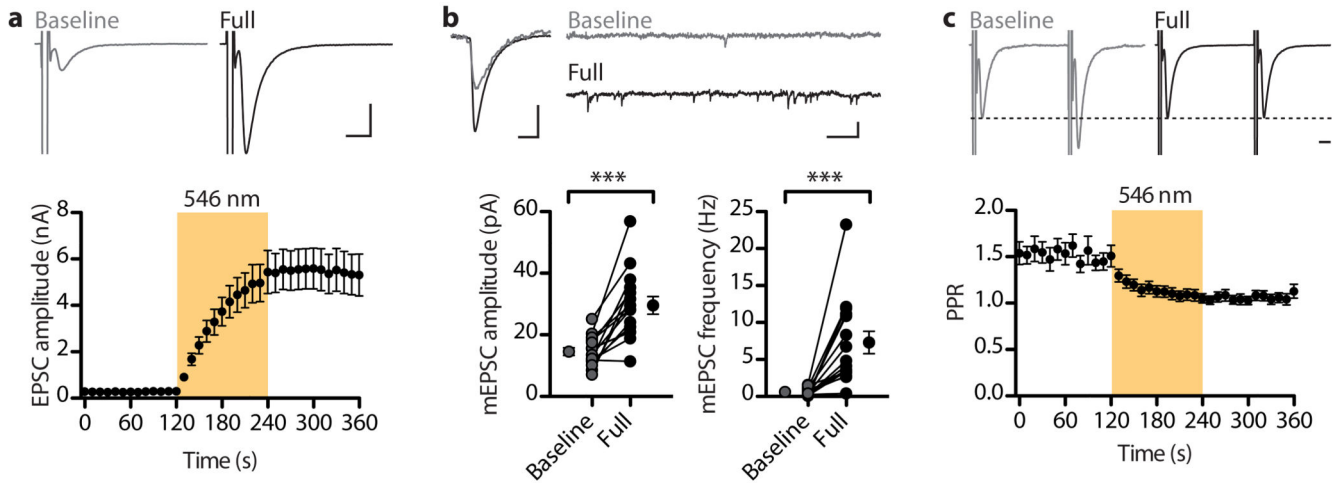 a
Baseline
Full
546 nm
EPSC amplitude (nA)
8
6
4
2
0
0 60 120 180 240 300 360
Time (s)
b
Baseline
Full
***
mEPSC amplitude (pA)
60
40
20
0
Baseline
Full
***
mEPSC frequency (Hz)
25
20
15
10
5
0
Baseline
Full
c
Baseline
Full
546 nm
PPR
2.0
1.5
1.0
0.5
0.0
0 60 120 180 240 300 360
Time (s)